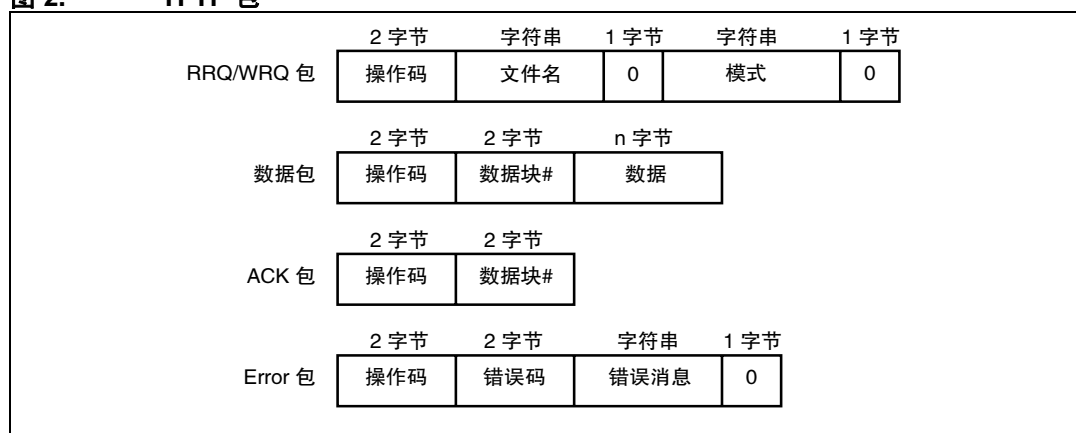 图 2. TFTP 包
2 字节 字符串 1 字节 字符串 1 字节
RRQ/WRQ 包 操作码 文件名 0 模式 0
2 字节 2 字节 n 字节
数据包 操作码 数据块# 数据
2 字节 2 字节
ACK 包 操作码 数据块#
2 字节 2 字节 字符串 1 字节
Error 包 操作码 错误码 错误消息 0